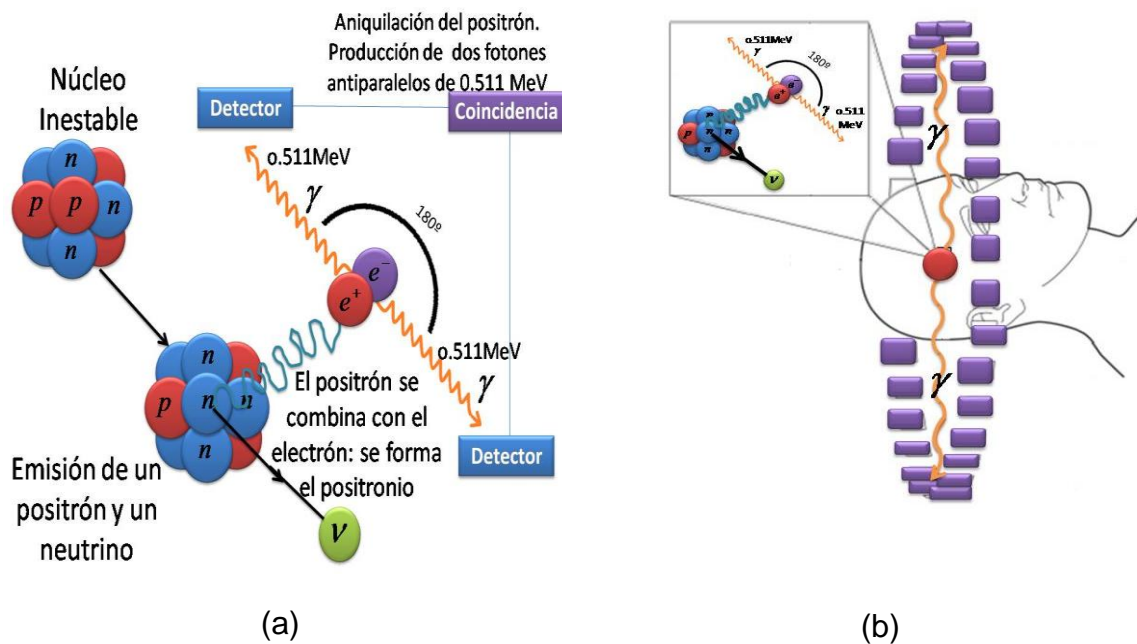 Aniquilación del positrón.
Producción de dos fotones
antiparalelos de 0.511 MeV
Núcleo
Inestable
Detector
Coincidencia
n
p p n
n
0.511MeV
γ
180º
e⁻
e⁺
0.511MeV
γ
n
p n n
n
El positrón se
combina con el
electrón: se forma
el positronio
Detector
Emisión de un
positrón y un
neutrino
ν
(a)
0.511MeV
γ
180º
e⁻
e⁺
γ 0.511
MeV
p
p n n
n
ν
γ
γ
(b)